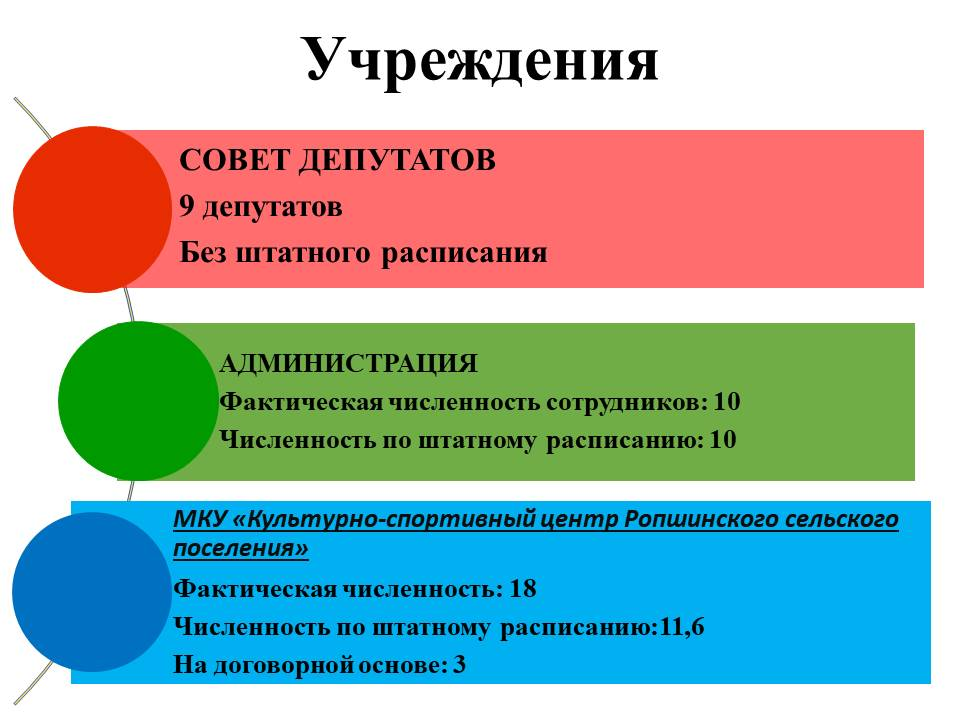 Учреждения
СОВЕТ ДЕПУТАТОВ
9 депутатов
Без штатного расписания
АДМИНИСТРАЦИЯ
Фактическая численность сотрудников: 10
Численность по штатному расписанию: 10
МКУ «Культурно-спортивный центр Ропшинского сельского
поселения»
Фактическая численность: 18
Численность по штатному расписанию:11,6
На договорной основе: 3